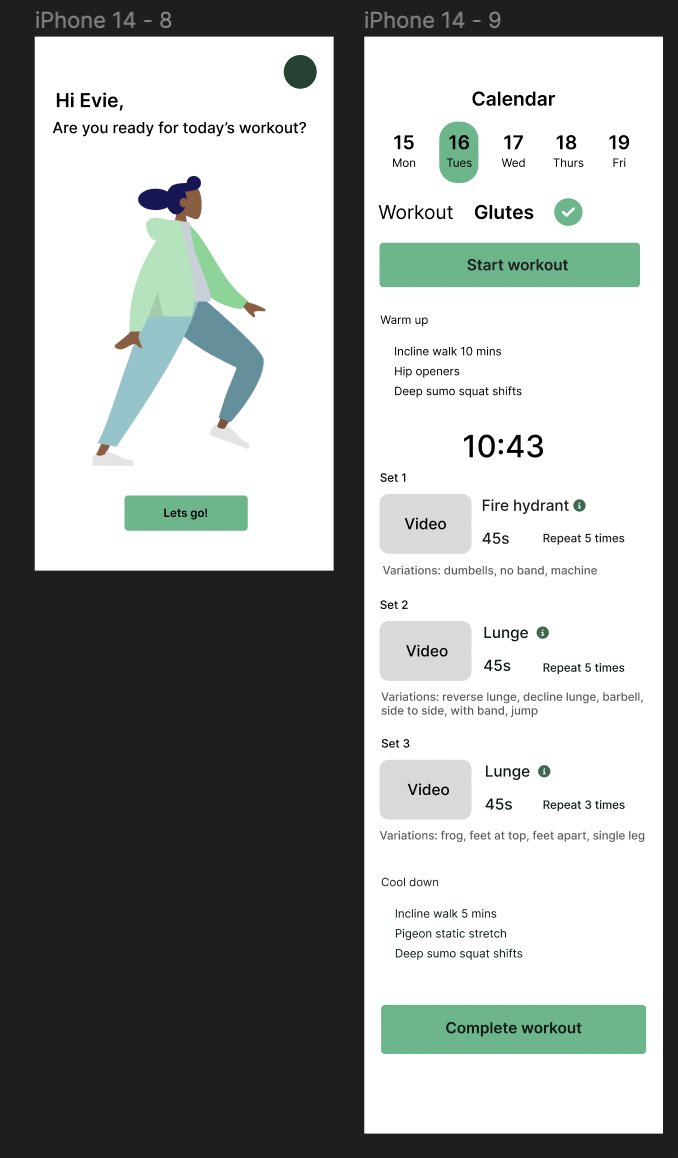 iPhone 14 - 8
Hi Evie,
Are you ready for today’s workout?
Lets go!
iPhone 14 - 9
Calendar
15 16 17 18 19
Mon Tues Wed Thurs Fri
Workout Glutes
Start workout
Warm up
Incline walk 10 mins
Hip openers
Deep sumo squat shifts
10:43
Set 1
Video
Fire hydrant
45s Repeat 5 times
Variations: dumbells, no band, machine
Set 2
Video
Lunge
45s Repeat 5 times
Variations: reverse lunge, decline lunge, barbell,
side to side, with band, jump
Set 3
Video
Lunge
45s Repeat 3 times
Variations: frog, feet at top, feet apart, single leg
Cool down
Incline walk 5 mins
Pigeon static stretch
Deep sumo squat shifts
Complete workout